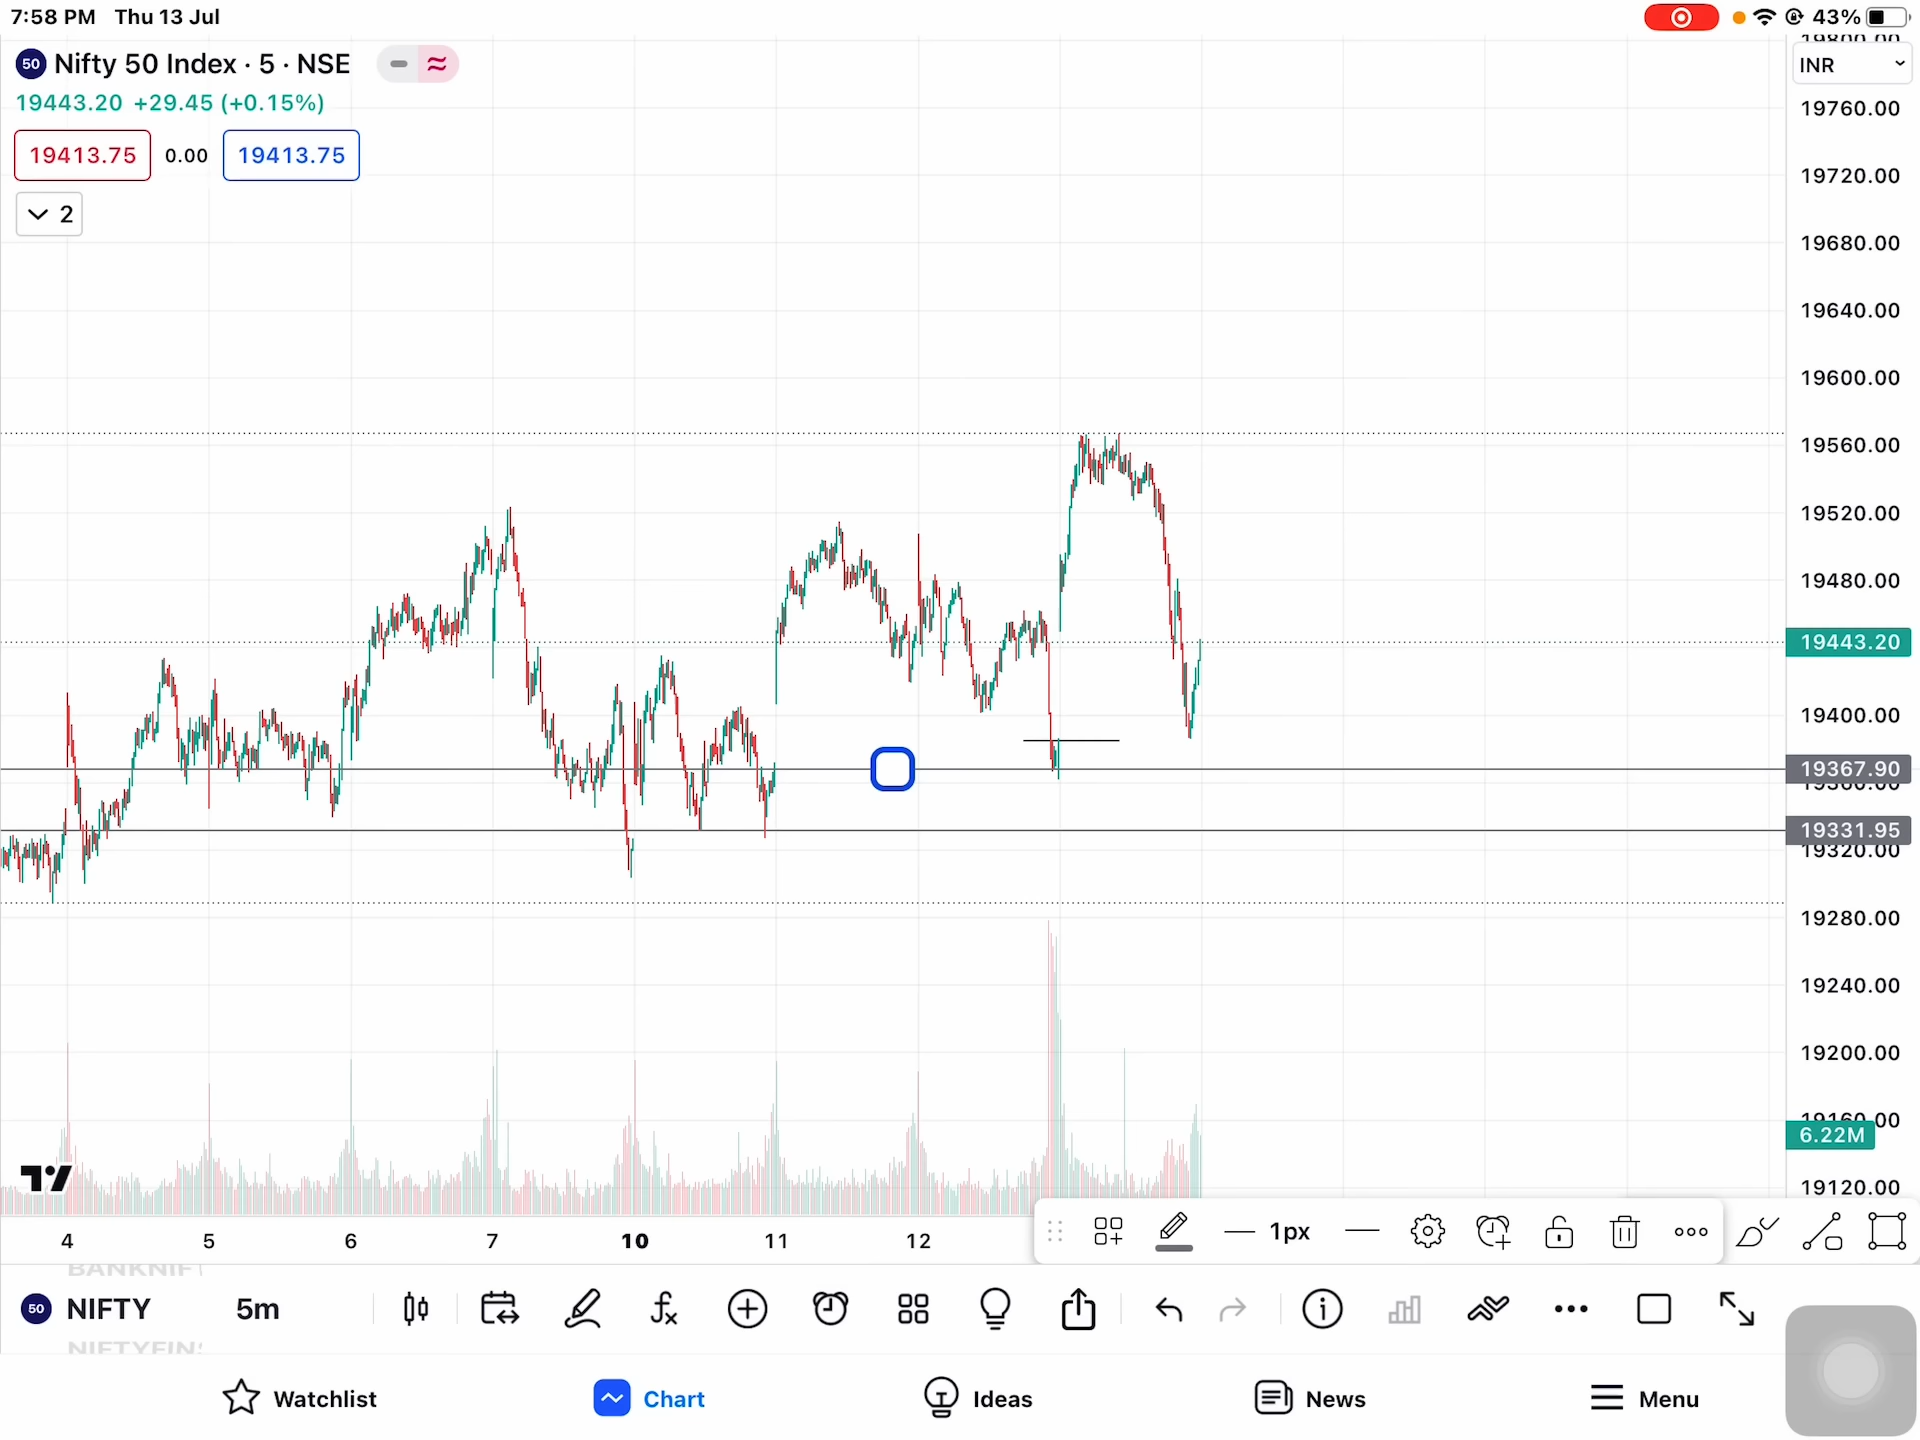 7:58 PM Thu 13 Jul
43%
50 Nifty 50 Index · 5 · NSE
INR
19443.20 +29.45 (+0.15%)
19413.75 0.00 19413.75
2
19800.00
19760.00
19720.00
19680.00
19640.00
19600.00
19560.00
19520.00
19480.00
19443.20
19400.00
19367.90
19360.00
19331.95
19320.00
19280.00
19240.00
19200.00
19160.00
6.22M
19120.00
1px
4 5 6 7 10 11 12
BANKNIFT
50 NIFTY 5m
NIFTYFIN
Watchlist Chart Ideas News Menu